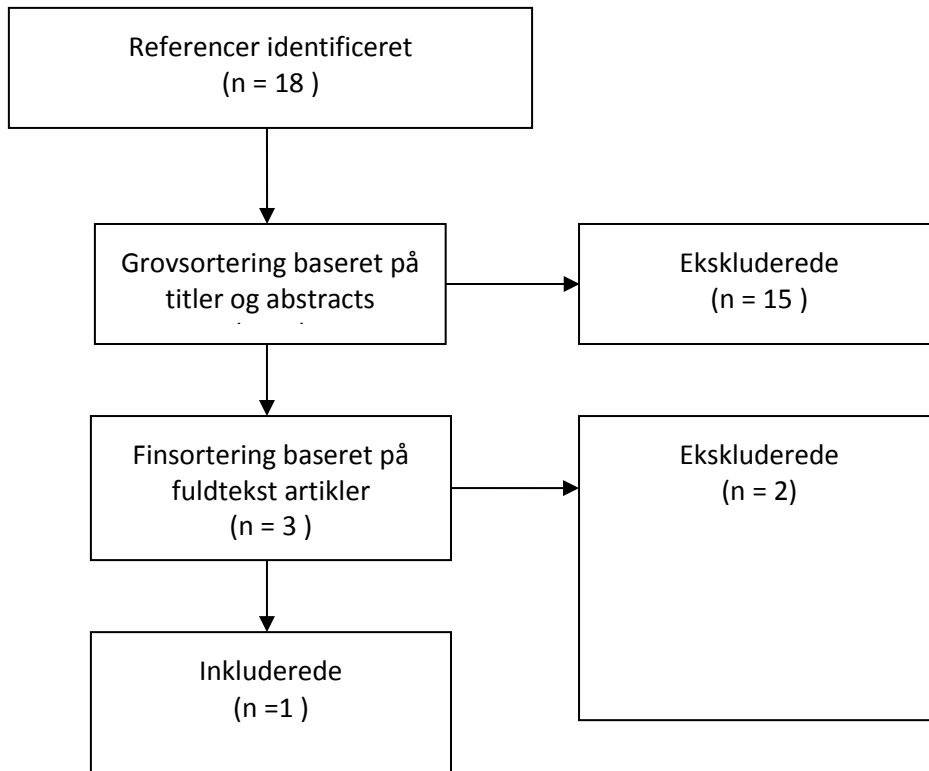 Referencer identificeret
(n = 18 )
Grovsortering baseret på
titler og abstracts
Ekskluderede
(n = 15 )
Finsortering baseret på
fuldtekst artikler
(n = 3 )
Ekskluderede
(n = 2)
Inkluderede
(n =1 )